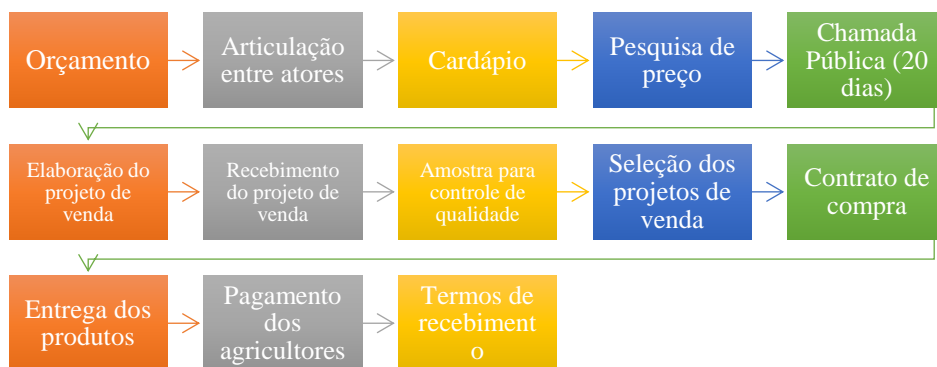 Orçamento
Articulação
entre atores
Cardápio
Pesquisa de
preço
Chamada
Pública (20
dias)
Elaboração do
projeto de
venda
Recebimento
do projeto de
venda
Amostra para
controle de
qualidade
Seleção dos
projetos de
venda
Contrato de
compra
Entrega dos
produtos
Pagamento
dos
agricultores
Termos de
recebiment
o